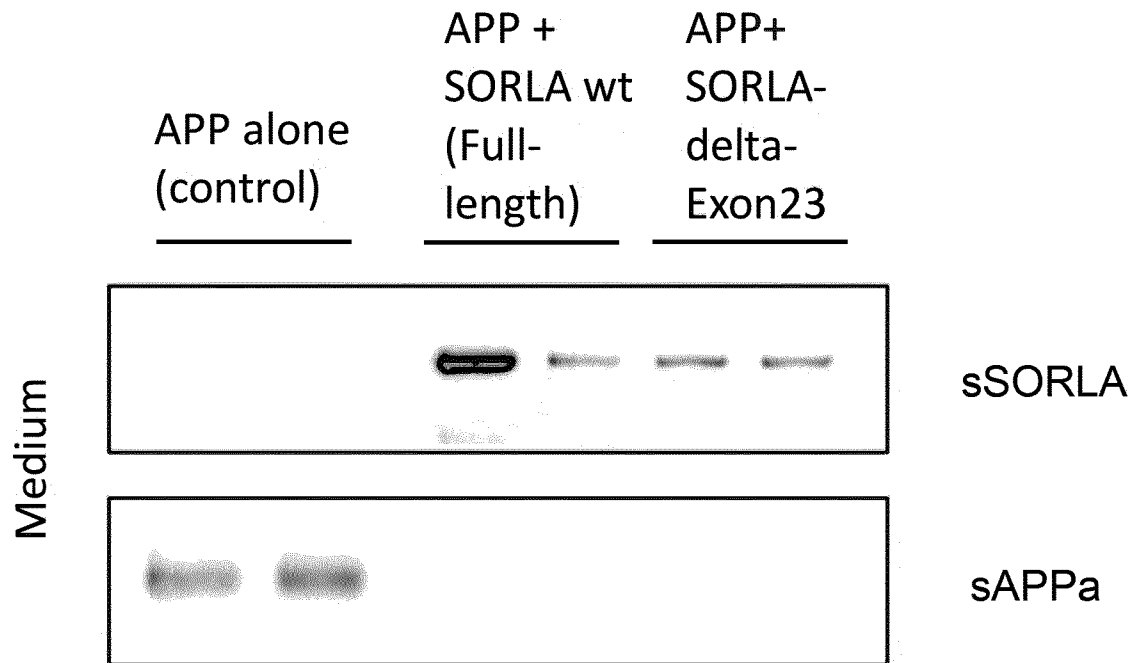 APP alone
(control)
APP +
SORLA wt
(Full-
length)
APP+
SORLA-
delta-
Exon23
Medium
sSORLA
sAPPa